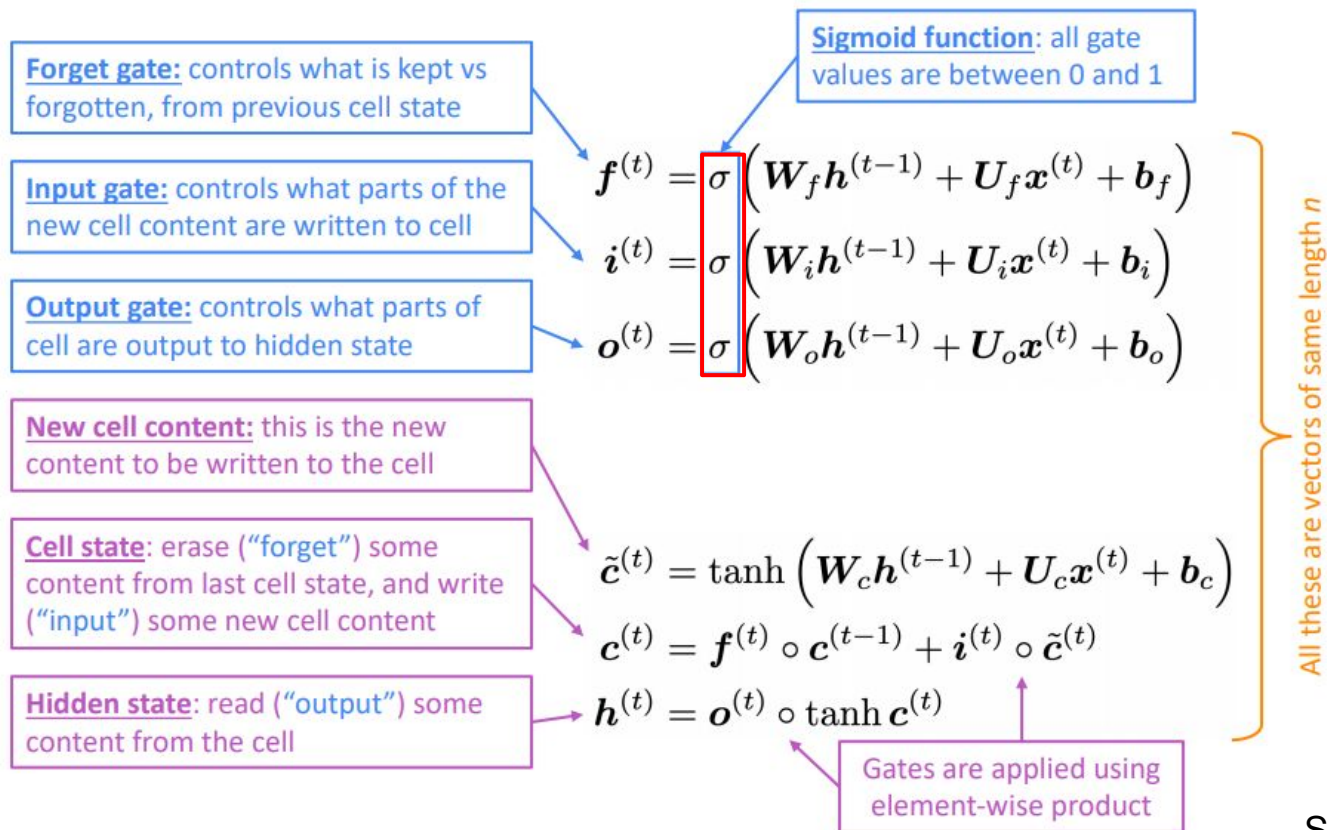 Sigmoid function: all gate
values are between 0 and 1
Forget gate: controls what is kept vs
forgotten, from previous cell state
Input gate: controls what parts of the
new cell content are written to cell
Output gate: controls what parts of
cell are output to hidden state
f^{(t)} = σ(W_f h^{(t−1)} + U_f x^{(t)} + b_f)
i^{(t)} = σ(W_i h^{(t−1)} + U_i x^{(t)} + b_i)
o^{(t)} = σ(W_o h^{(t−1)} + U_o x^{(t)} + b_o)
New cell content: this is the new
content to be written to the cell
Cell state: erase (“forget”) some
content from last cell state, and write
(“input”) some new cell content
Hidden state: read (“output”) some
content from the cell
c̃^{(t)} = tanh(W_c h^{(t−1)} + U_c x^{(t)} + b_c)
c^{(t)} = f^{(t)} ∘ c^{(t−1)} + i^{(t)} ∘ c̃^{(t)}
h^{(t)} = o^{(t)} ∘ tanh c^{(t)}
Gates are applied using
element-wise product
All these are vectors of same length n
S